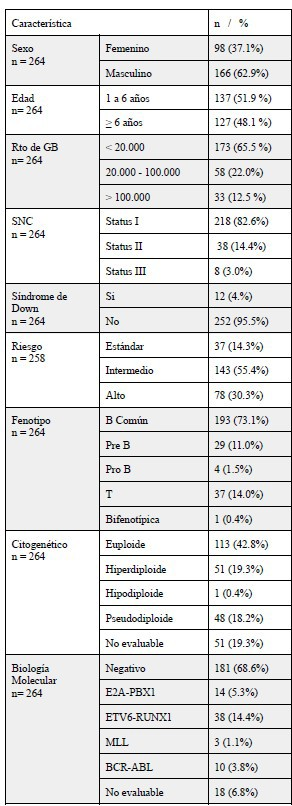 Característica n / %
Sexo Femenino 98 (37.1%)
n = 264
Masculino 166 (62.9%)
Edad 1 a 6 años 137 (51.9 %)
n= 264
≥ 6 años 127 (48.1 %)
Rto de GB < 20.000 173 (65.5 %)
n= 264
20.000 - 100.000 58 (22.0%)
> 100.000 33 (12.5 %)
SNC Status I 218 (82.6%)
n = 264
Status II 38 (14.4%)
Status III 8 (3.0%)
Síndrome de Si 12 (4.%)
Down
n = 264 No 252 (95.5%)
Riesgo Estándar 37 (14.3%)
n = 258
Intermedio 143 (55.4%)
Alto 78 (30.3%)
Fenotipo B Común 193 (73.1%)
n = 264
Pre B 29 (11.0%)
Pro B 4 (1.5%)
T 37 (14.0%)
Bifenotípica 1 (0.4%)
Citogenético Euploide 113 (42.8%)
n = 264
Hiperdiploide 51 (19.3%)
Hipodiploide 1 (0.4%)
Pseudodiploide 48 (18.2%)
No evaluable 51 (19.3%)
Biología Negativo 181 (68.6%)
Molecular
n= 264 E2A-PBX1 14 (5.3%)
ETV6-RUNX1 38 (14.4%)
MLL 3 (1.1%)
BCR-ABL 10 (3.8%)
No evaluable 18 (6.8%)